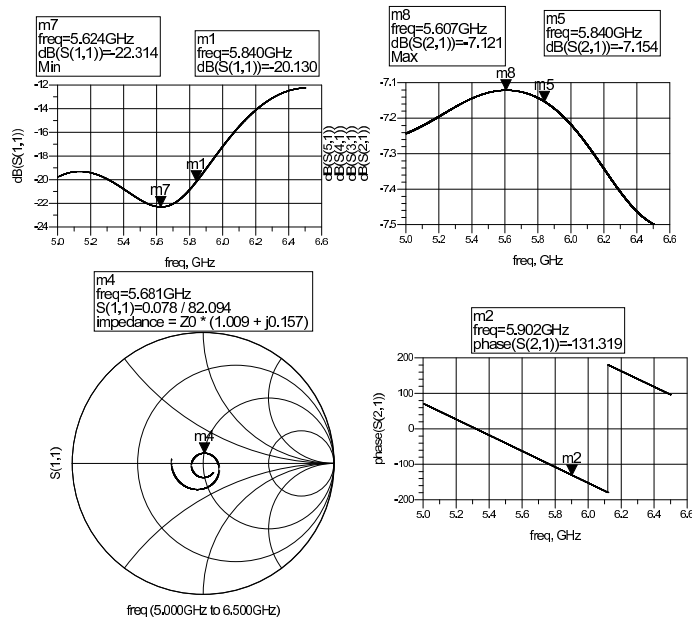 m7
freq=5.624GHz
dB(S(1,1))=-22.314
Min
m1
freq=5.840GHz
dB(S(1,1))=-20.130
m8
freq=5.607GHz
dB(S(2,1))=-7.121
Max
m5
freq=5.840GHz
dB(S(2,1))=-7.154
-12
-14
-16
-18
-20
-22
-24
dB(S(1,1))
m7
m1
5.0 5.2 5.4 5.6 5.8 6.0 6.2 6.4 6.6
freq, GHz
dB(S(5,1))
dB(S(4,1))
dB(S(3,1))
dB(S(2,1))
-7.1
-7.2
-7.3
-7.4
-7.5
m8
m5
5.0 5.2 5.4 5.6 5.8 6.0 6.2 6.4 6.6
freq, GHz
m4
freq=5.681GHz
S(1,1)=0.078 / 82.094
impedance = Z0 * (1.009 + j0.157)
S(1,1)
m4
freq (5.000GHz to 6.500GHz)
m2
freq=5.902GHz
phase(S(2,1))=-131.319
200
100
0
-100
-200
phase(S(2,1))
m2
5.0 5.2 5.4 5.6 5.8 6.0 6.2 6.4 6.6
freq, GHz